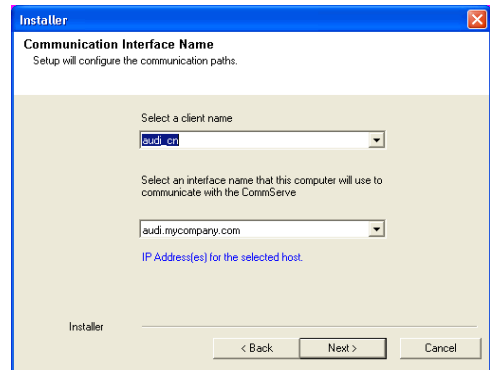 Installer
Communication Interface Name
Setup will configure the communication paths.
Select a client name
audi_cn
Select an interface name that this computer will use to
communicate with the CommServe
audi.mycompany.com
IP Address(es) for the selected host.
Installer
< Back
Next >
Cancel